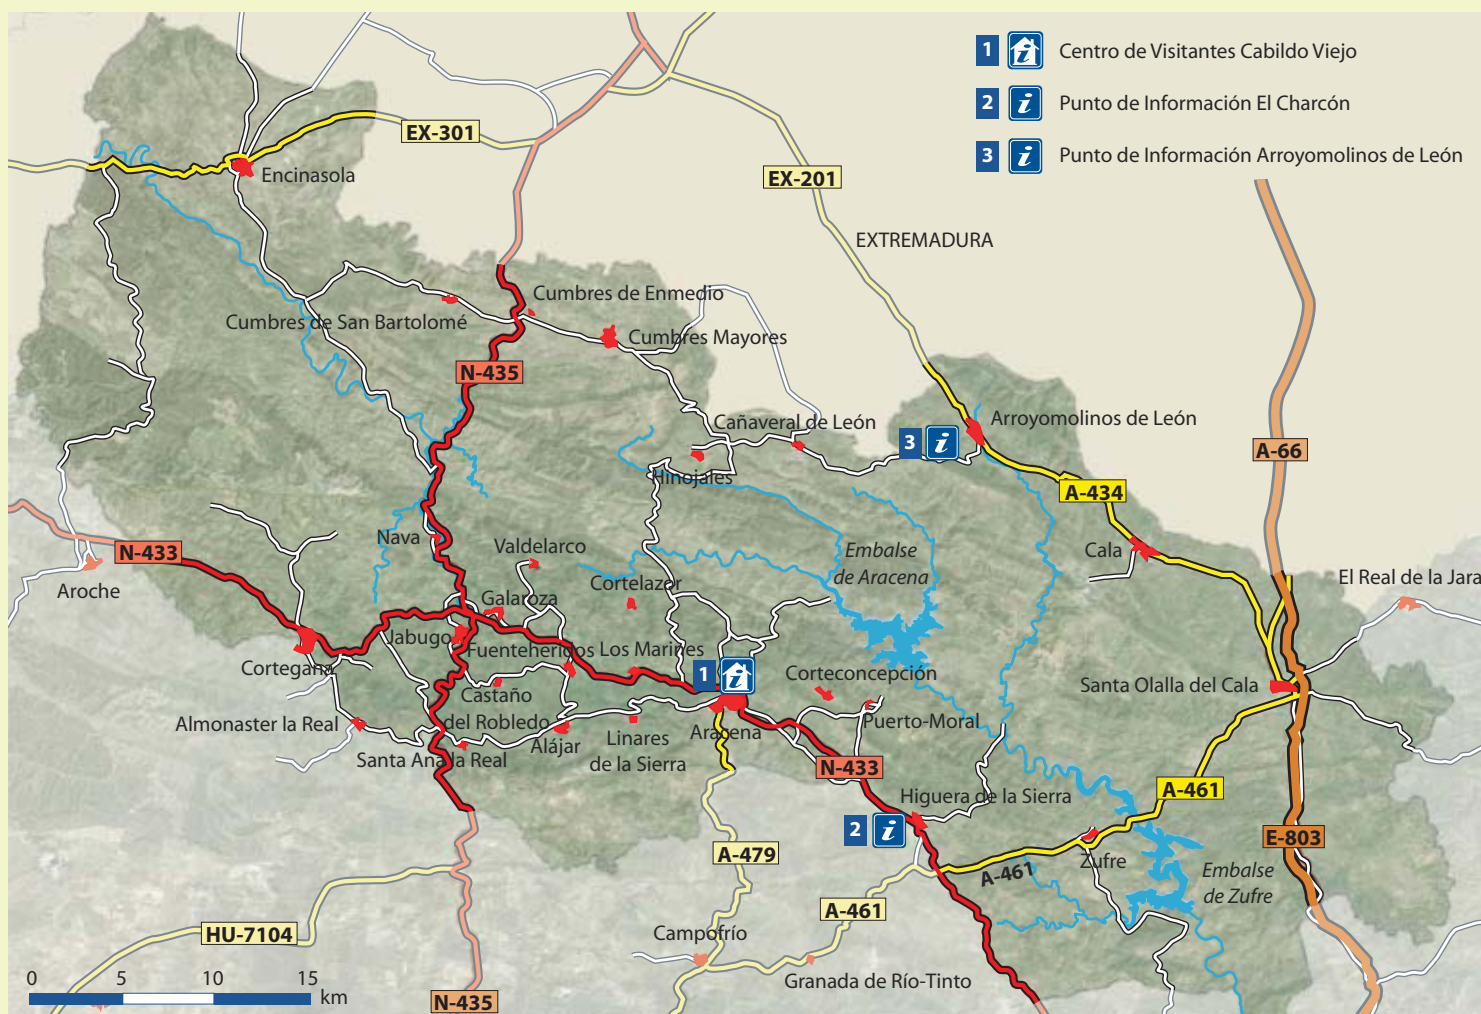 1 Centro de Visitantes Cabildo Viejo
2 Punto de Información El Charcón
3 Punto de Información Arroyomolinos de León
EX-301
Encinasola
EX-201
EXTREMADURA
Cumbres de Enmedio
Cumbres de San Bartolomé
Cumbres Mayores
N-435
Cañaveral de León
Arroyomolinos de León
3
Hinojales
A-66
A-434
Nava
Valdelarco
Embalse
de Aracena
Cala
N-433
Aroche
Cortelazor
El Real de la Jara
Galaroza
Jabugo
Fuenteheridos
Los Marines
Cortegana
1
Corteconcepción
Santa Olalla del Cala
Castaño
del Robledo
Almonaster la Real
Puerto-Moral
Aracena
Alájar
Linares
de la Sierra
Santa Ana la Real
N-433
A-461
Higuera de la Sierra
2
E-803
A-479
Zufre
A-461
Embalse
de Zufre
A-461
HU-7104
Campofrío
Granada de Río-Tinto
0 5 10 15
km
N-435